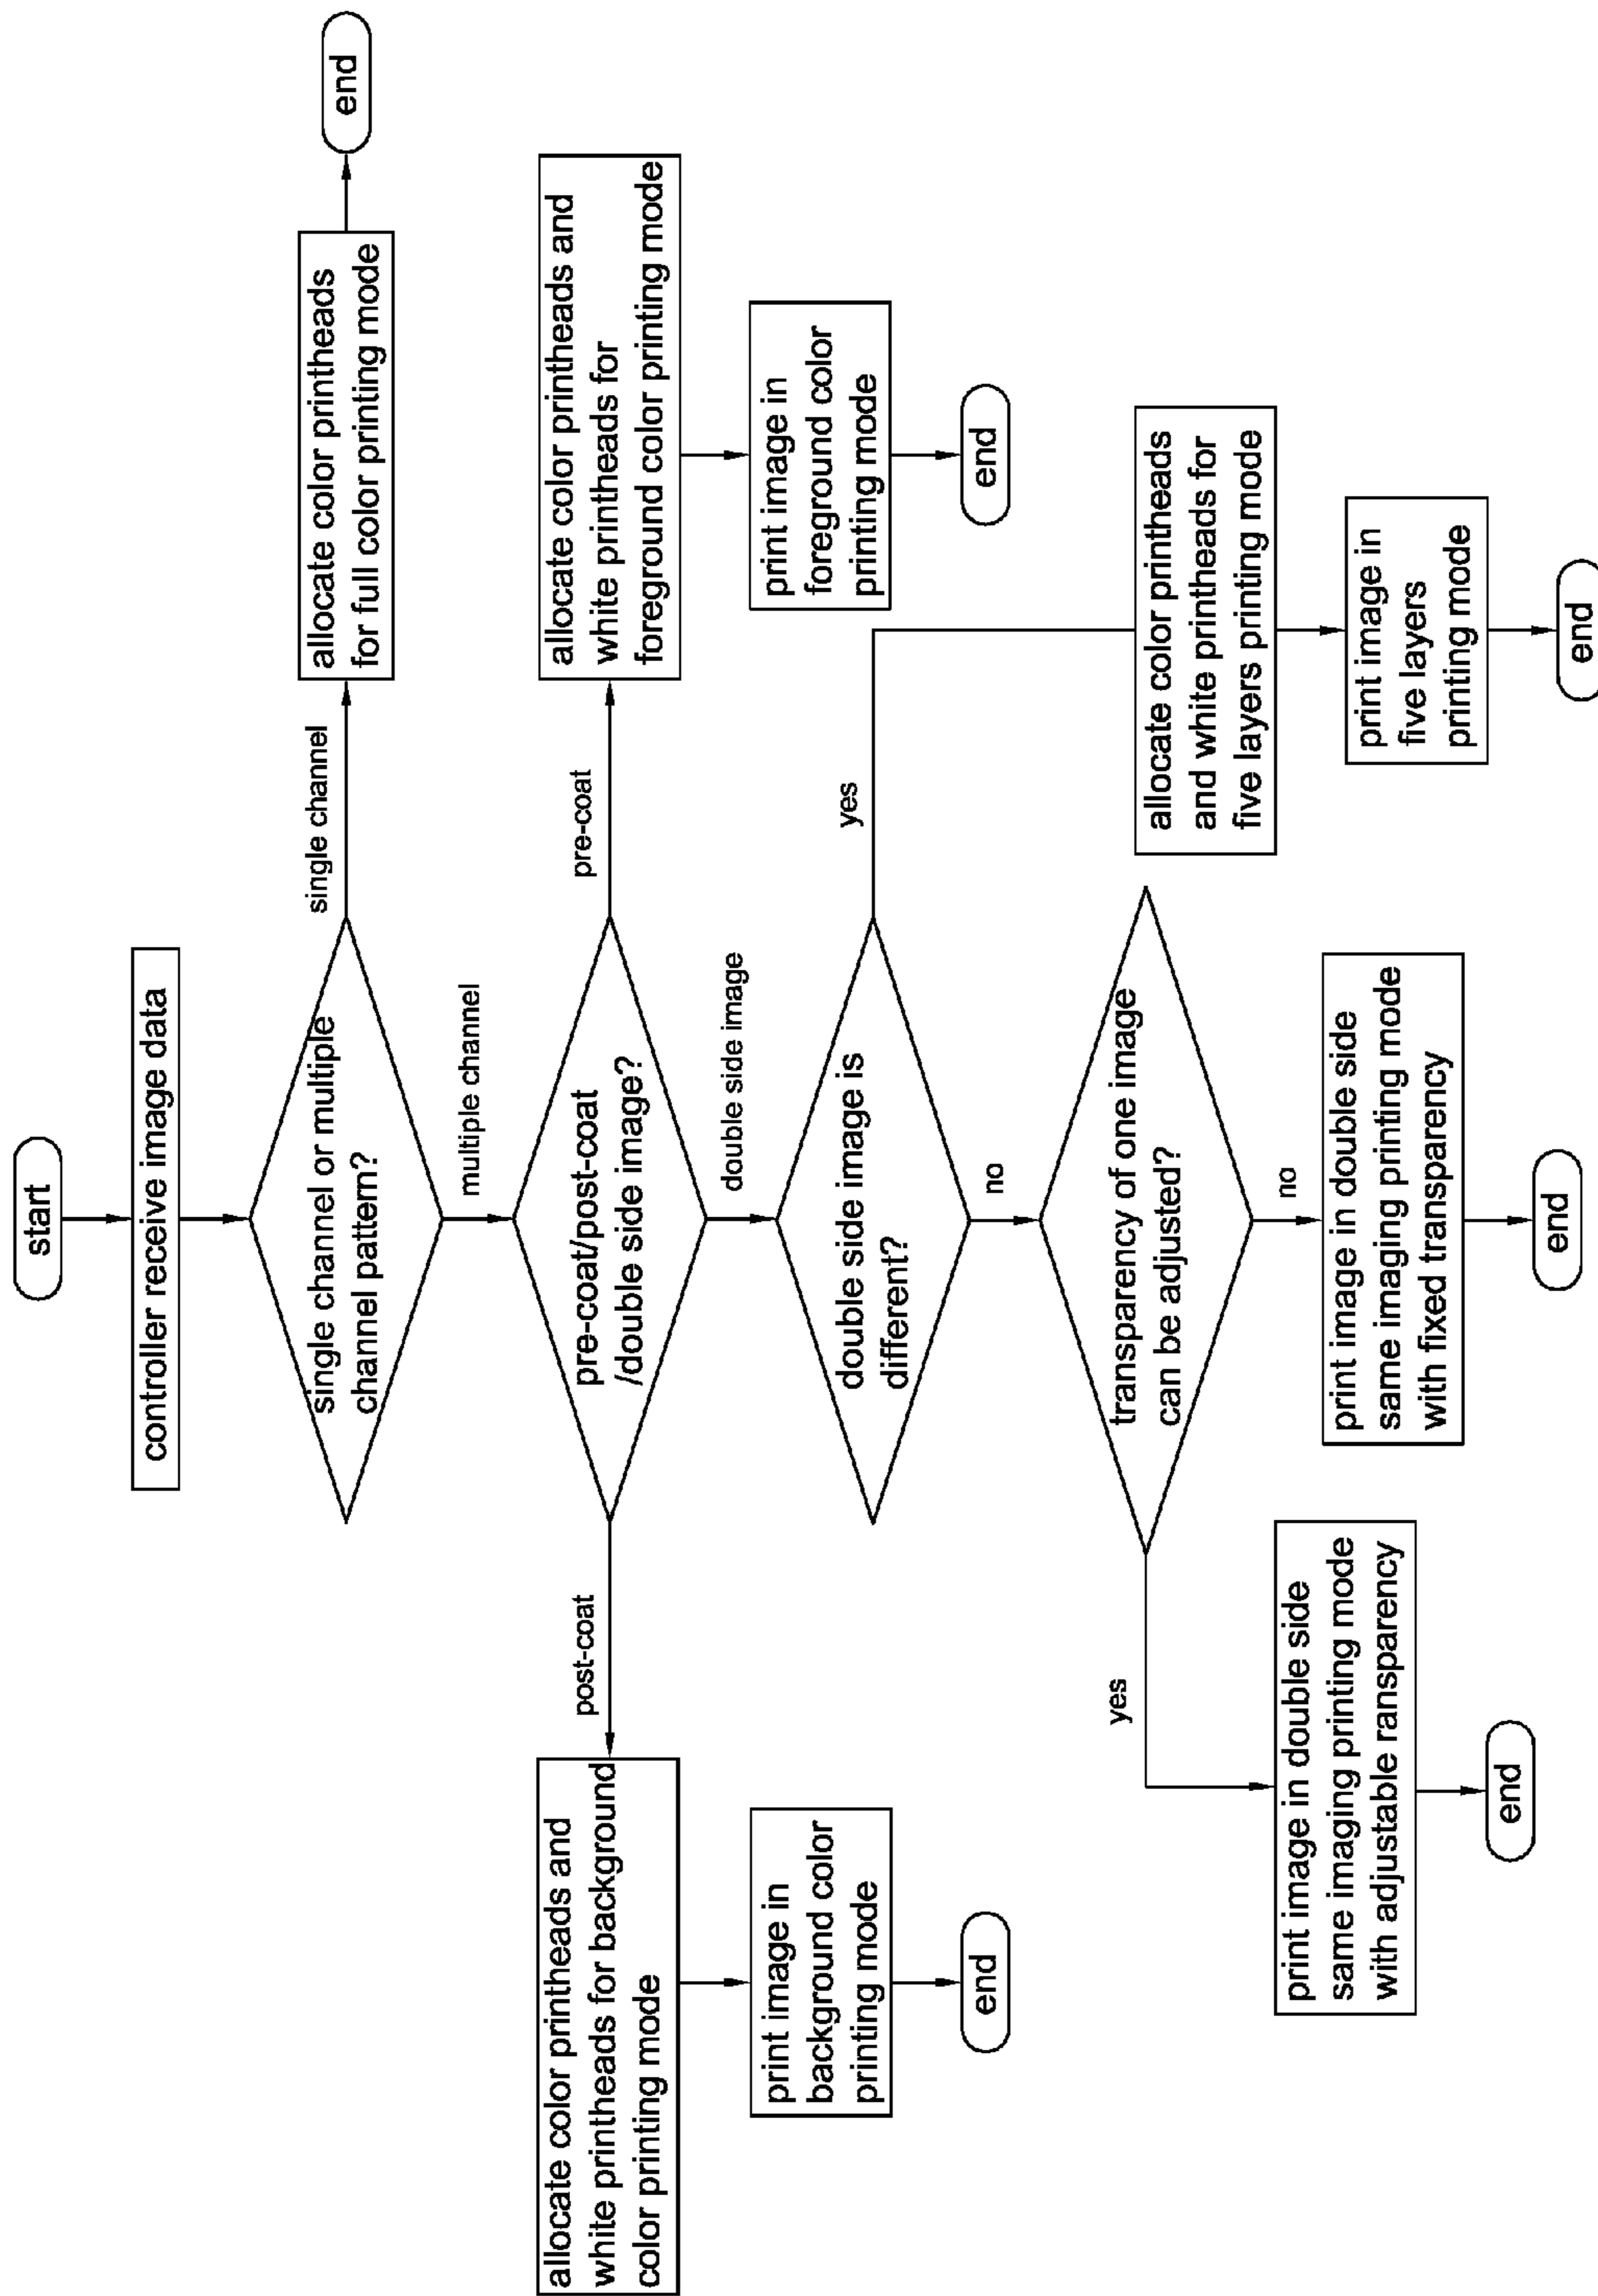 start
controller receive image data
single channel or multiple
channel pattern?
single channel
allocate color printheads
for full color printing mode
end
multiple channel
pre-coat/post-coat
/double side image?
pre-coat
allocate color printheads and
white printheads for
foreground color printing mode
print image in
foreground color
printing mode
end
post-coat
allocate color printheads and
white printheads for background
color printing mode
print image in
background color
printing mode
end
double side image
double side image is
different?
yes
allocate color printheads
and white printheads for
five layers printing mode
print image in
five layers
printing mode
end
no
transparency of one image
can be adjusted?
yes
print image in double side
same imaging printing mode
with adjustable ransparency
end
no
print image in double side
same imaging printing mode
with fixed transparency
end